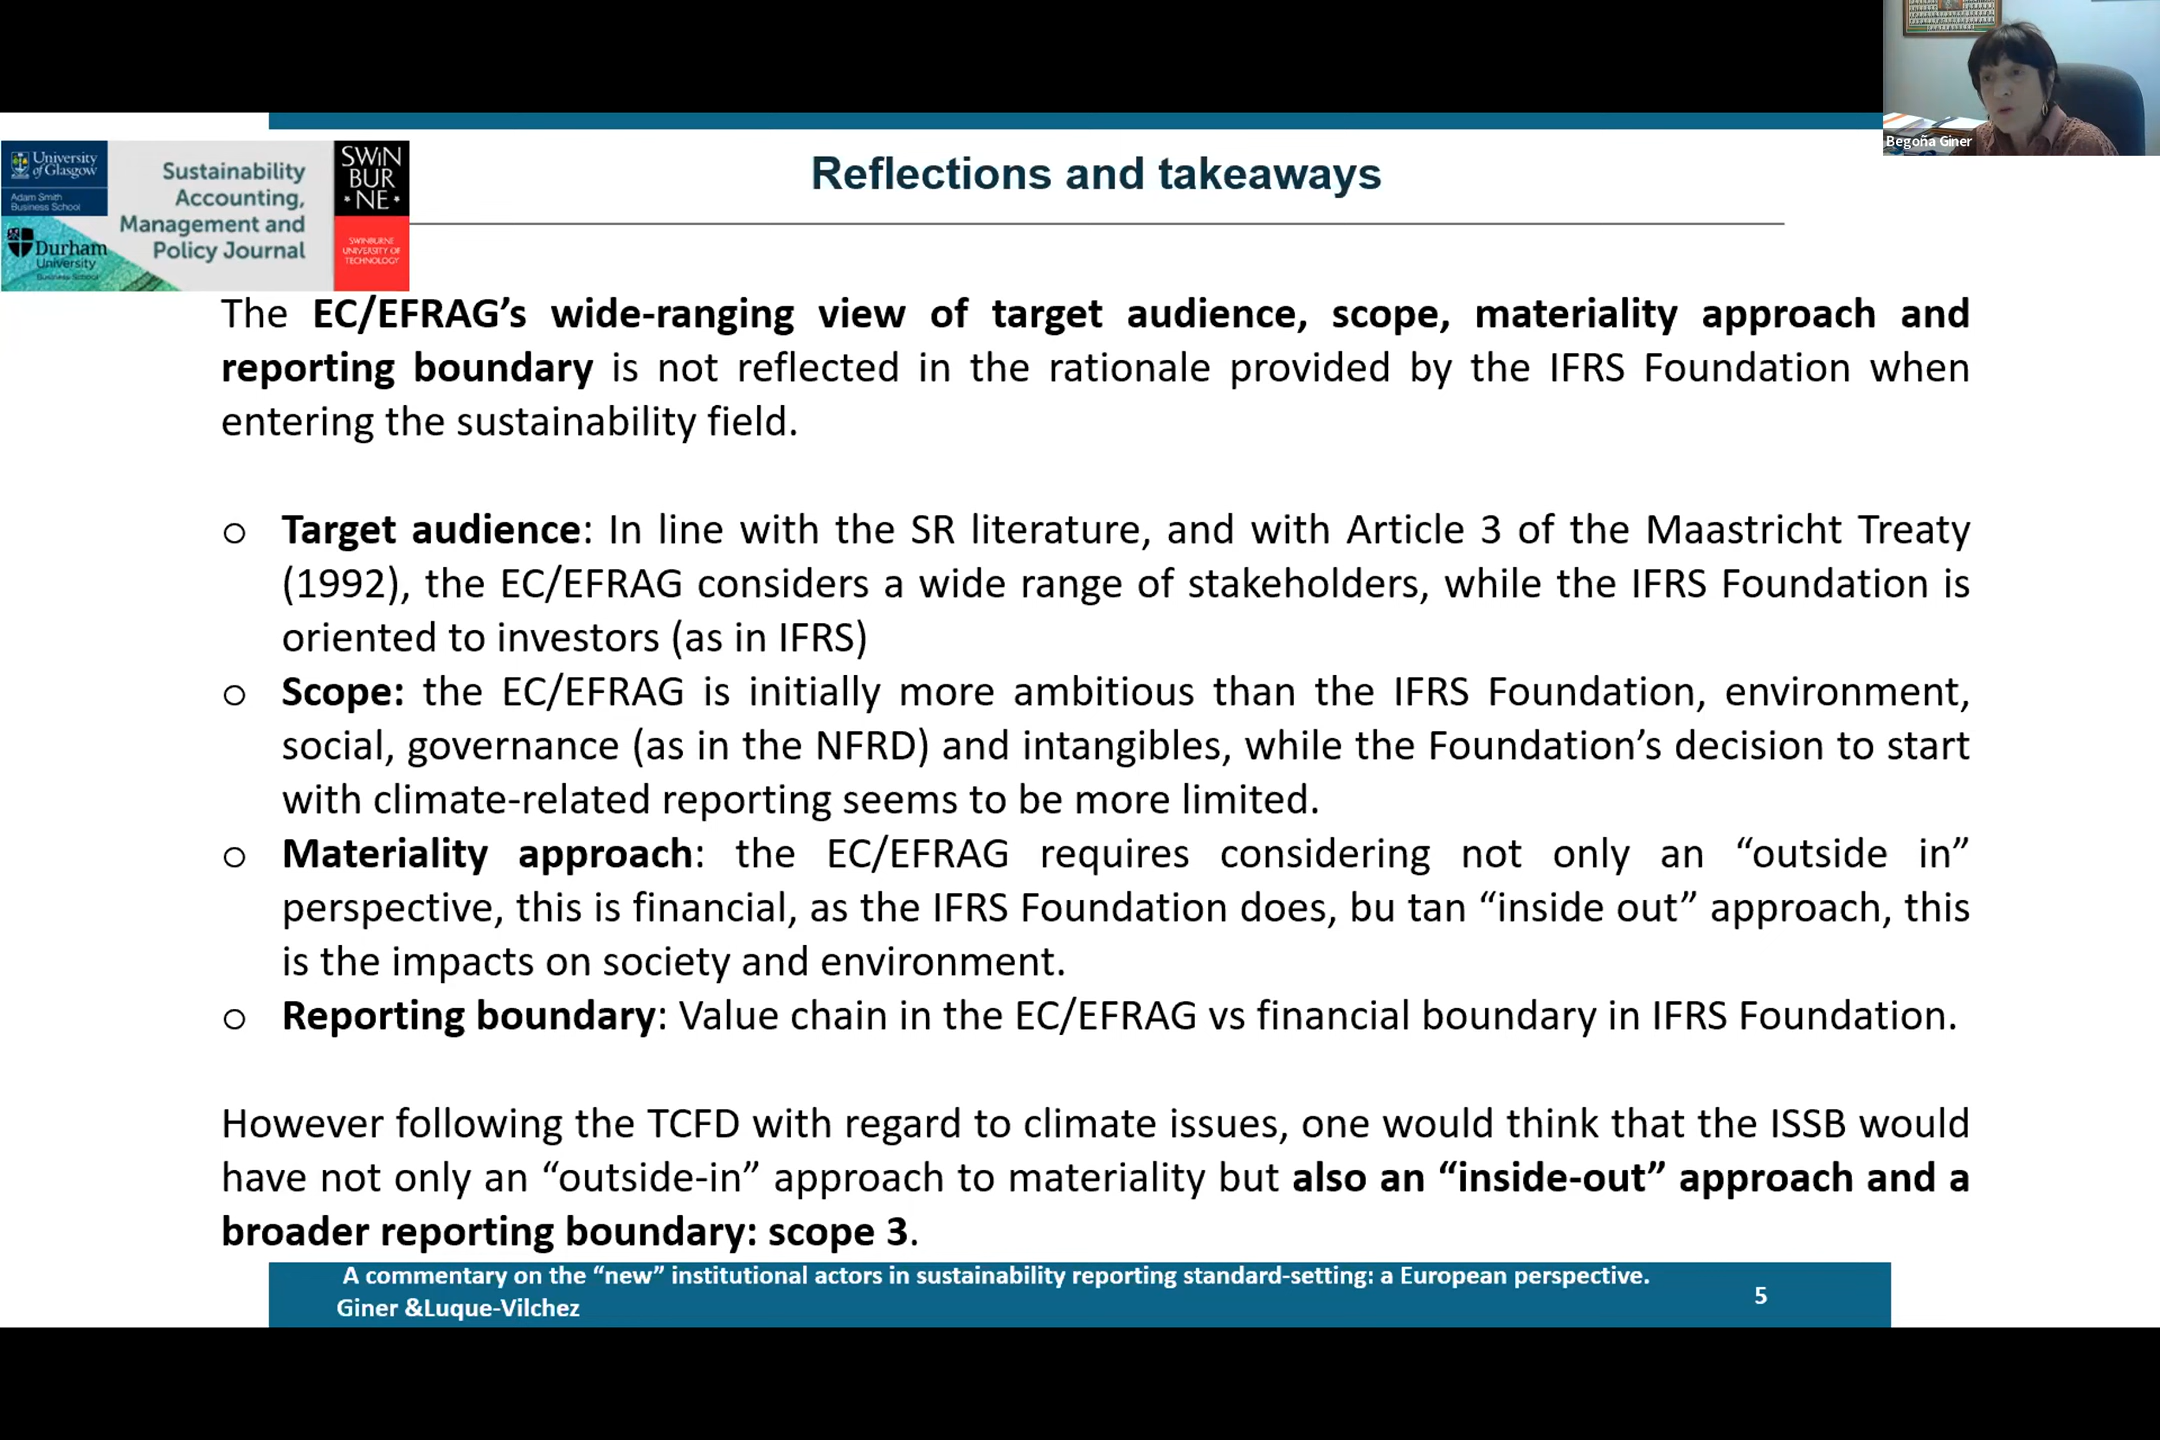 Begoña Giner
University
of Glasgow
Adam Smith
Business School
Durham
University
Business School
Sustainability
Accounting,
Management and
Policy Journal
SWIN
BUR
* NE *
SWINBURNE
UNIVERSITY OF
TECHNOLOGY
Reflections and takeaways
The EC/EFRAG’s wide-ranging view of target audience, scope, materiality approach and
reporting boundary is not reflected in the rationale provided by the IFRS Foundation when
entering the sustainability field.
o Target audience: In line with the SR literature, and with Article 3 of the Maastricht Treaty
(1992), the EC/EFRAG considers a wide range of stakeholders, while the IFRS Foundation is
oriented to investors (as in IFRS)
o Scope: the EC/EFRAG is initially more ambitious than the IFRS Foundation, environment,
social, governance (as in the NFRD) and intangibles, while the Foundation’s decision to start
with climate-related reporting seems to be more limited.
o Materiality approach: the EC/EFRAG requires considering not only an “outside in”
perspective, this is financial, as the IFRS Foundation does, bu tan “inside out” approach, this
is the impacts on society and environment.
o Reporting boundary: Value chain in the EC/EFRAG vs financial boundary in IFRS Foundation.
However following the TCFD with regard to climate issues, one would think that the ISSB would
have not only an “outside-in” approach to materiality but also an “inside-out” approach and a
broader reporting boundary: scope 3.
A commentary on the “new” institutional actors in sustainability reporting standard-setting: a European perspective.
Giner &Luque-Vilchez
5